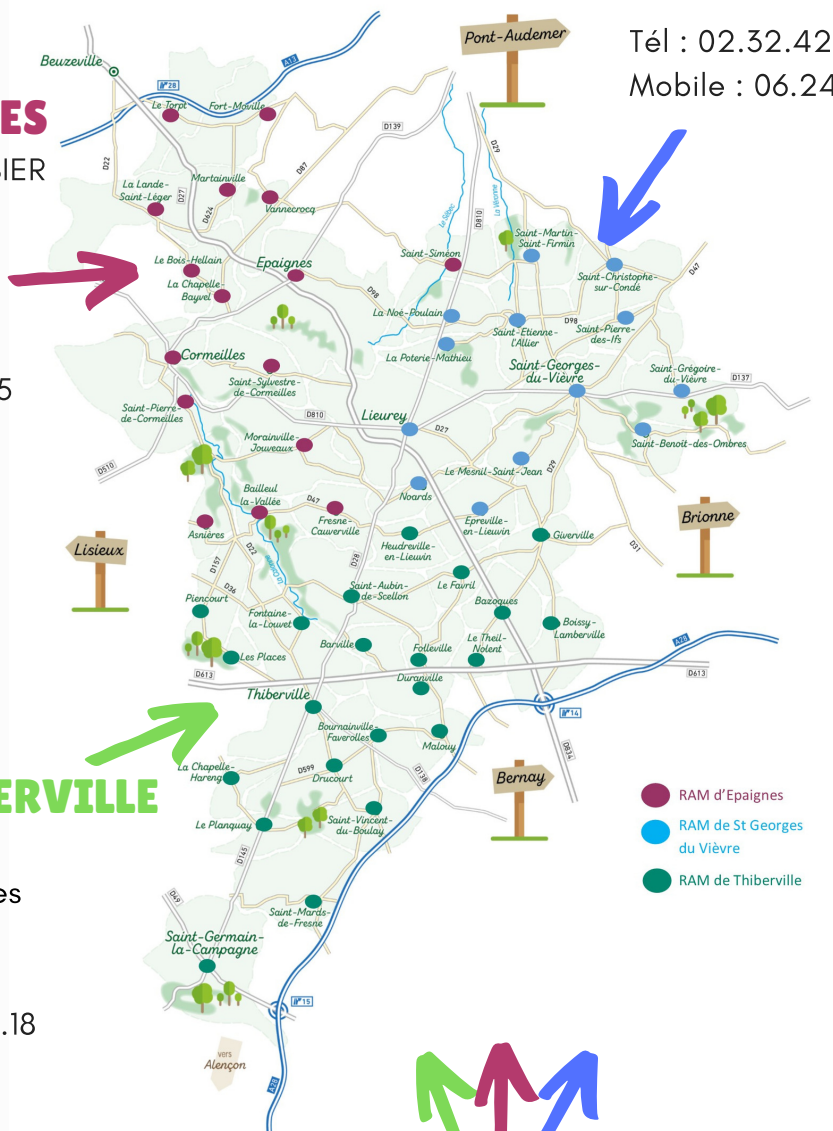 Pont-Audemer
Tél : 02.32.42
Mobile : 06.24
Beuzeville
A13
28
Le Torpt
Fort-Moville
ES
D139
D29
SIER
D22
D87
La Lande-
Saint-Léger
D27
Martainville
Vannecrocq
D624
Le Sébec
La Véronne
D810
Saint-Martin-
Saint-Firmin
Le Bois-Hellain
Epaignes
Saint-Siméon
Saint-Christophe-
sur-Condé
D47
La Chapelle-
Bayvel
D98
La Noë-Poulain
Saint-Etienne-
l'Allier
D98
Saint-Pierre-
des-Ifs
La Poterie-Mathieu
Cormeilles
Saint-Sylvestre-
de-Cormeilles
Saint-Georges-
du-Vièvre
Saint-Grégoire-
du-Vièvre
D137
5
Saint-Pierre-
de-Cormeilles
D810
Lieurey
D27
Saint-Benoit-des-Ombres
Morainville-
Jouveaux
D510
Le Mesnil-Saint-Jean
D29
Bailleul
la-Vallée
D47
Noards
Asnières
Fresne-
Cauverville
Epreville-
en-Lieuvin
Brionne
Lisieux
D22
Heudreville-
en-Lieuvin
Giverville
D31
D157
D28
D36
Piencourt
Saint-Aubin-
de-Scellon
Le Favril
Bazoques
Fontaine-
la-Louvet
Boissy-
Lamberville
Les Places
Barville
Folleville
Le Theil-
Nolent
A28
D613
Duranville
D613
Thiberville
14
Bournainville-
Faverolles
Malouy
D834
La Chapelle-
Hareng
D599
Drucourt
D138
Bernay
ERVILLE
RAM d'Epaignes
Le Planquay
Saint-Vincent-
du-Boulay
RAM de St Georges
du Vièvre
D145
RAM de Thiberville
es
D49
Saint-Mards-
de-Fresne
Saint-Germain-
la-Campagne
15
.18
vers
Alençon
A28